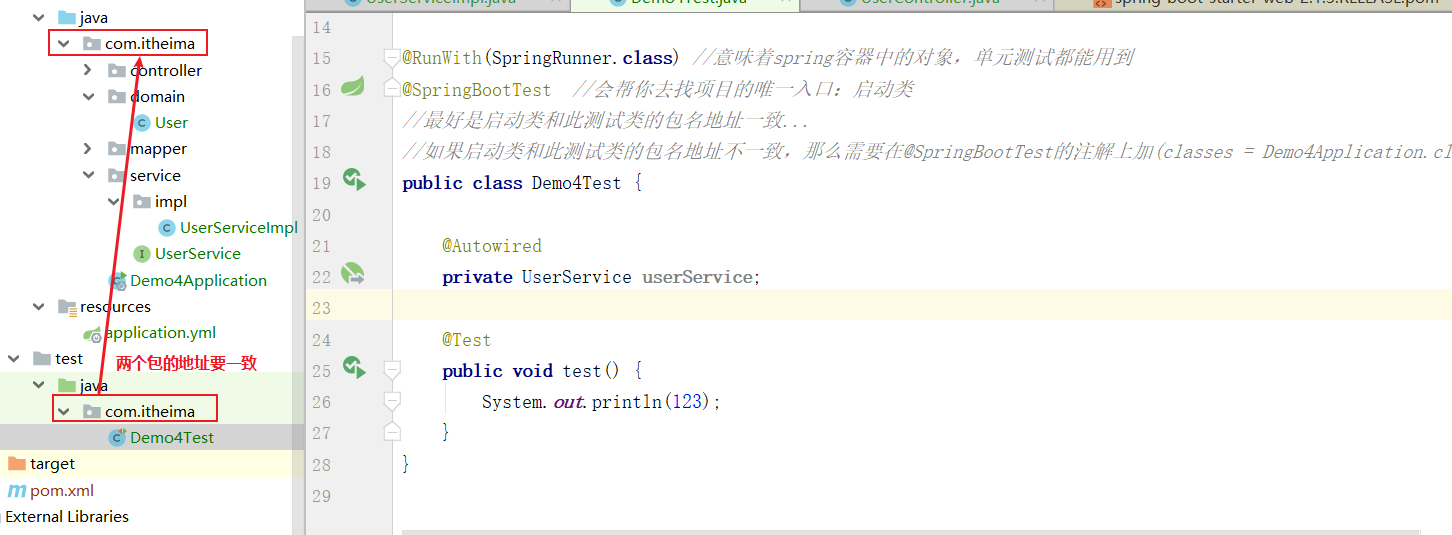 UserServiceImpl.java
Demo4Test.java
UserController.java
spring-boot-starter-web-2.1.3.RELEASE.pom
java
com.itheima
controller
domain
User
mapper
service
impl
UserServiceImpl
UserService
Demo4Application
resources
application.yml
test
两个包的地址要一致
java
com.itheima
Demo4Test
target
pom.xml
External Libraries
14
15 @RunWith(SpringRunner.class) //意味着spring容器中的对象，单元测试都能用到
16 @SpringBootTest //会帮你去找项目的唯一入口：启动类
17 //最好是启动类和此测试类的包名地址一致...
18 //如果启动类和此测试类的包名地址不一致，那么需要在@SpringBootTest的注解上加(classes = Demo4Application.cl
19 public class Demo4Test {
20
21 @Autowired
22 private UserService userService;
23
24 @Test
25 public void test() {
26 System.out.println(123);
27 }
28 }
29